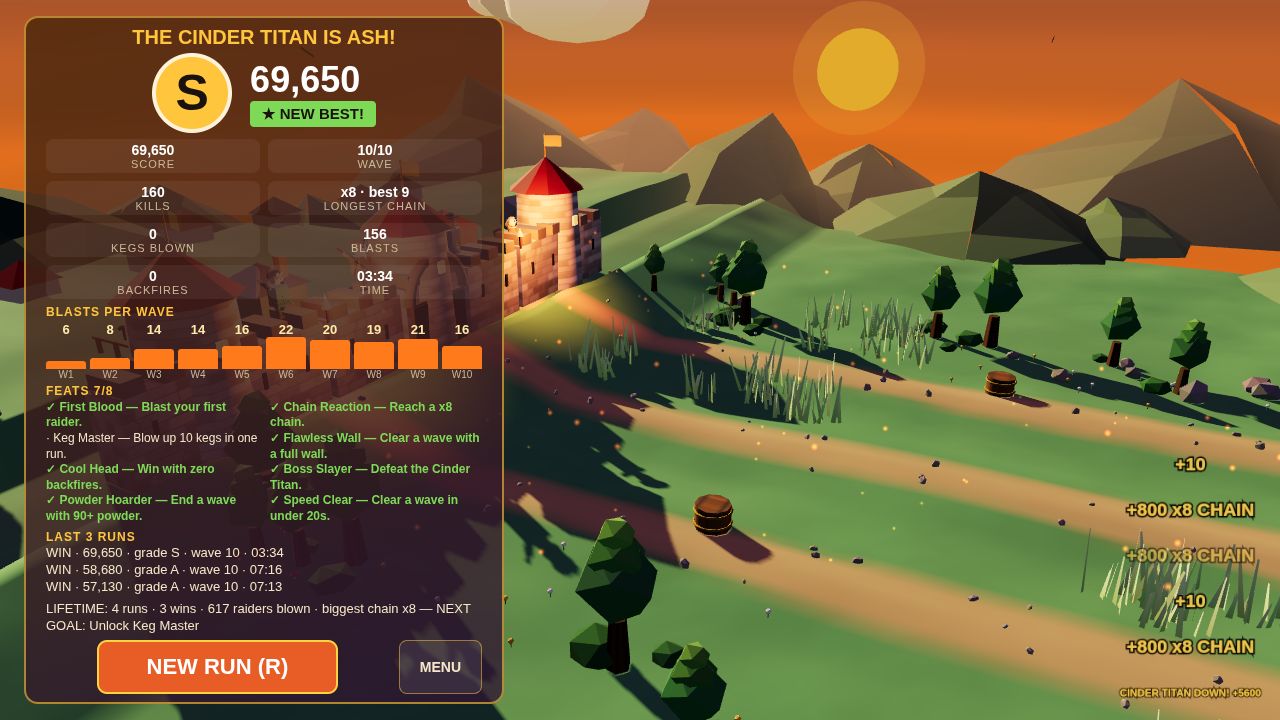 THE CINDER TITAN IS ASH!
S
69,650
★ NEW BEST!
69,650
SCORE
10/10
WAVE
160
KILLS
x8 · best 9
LONGEST CHAIN
0
KEGS BLOWN
156
BLASTS
0
BACKFIRES
03:34
TIME
BLASTS PER WAVE
6 8 14 14 16 22 20 19 21 16
W1 W2 W3 W4 W5 W6 W7 W8 W9 W10
FEATS 7/8
✓ First Blood — Blast your first
raider.
✓ Chain Reaction — Reach a x8
chain.
· Keg Master — Blow up 10 kegs in one
run.
✓ Flawless Wall — Clear a wave with
a full wall.
✓ Cool Head — Win with zero
backfires.
✓ Boss Slayer — Defeat the Cinder
Titan.
✓ Powder Hoarder — End a wave
with 90+ powder.
✓ Speed Clear — Clear a wave in
under 20s.
LAST 3 RUNS
WIN · 69,650 · grade S · wave 10 · 03:34
WIN · 58,680 · grade A · wave 10 · 07:16
WIN · 57,130 · grade A · wave 10 · 07:13
LIFETIME: 4 runs · 3 wins · 617 raiders blown · biggest chain x8 — NEXT
GOAL: Unlock Keg Master
NEW RUN (R)
MENU
+10
+800 x8 CHAIN
+800 x8 CHAIN
+10
+800 x8 CHAIN
CINDER TITAN DOWN! +5600